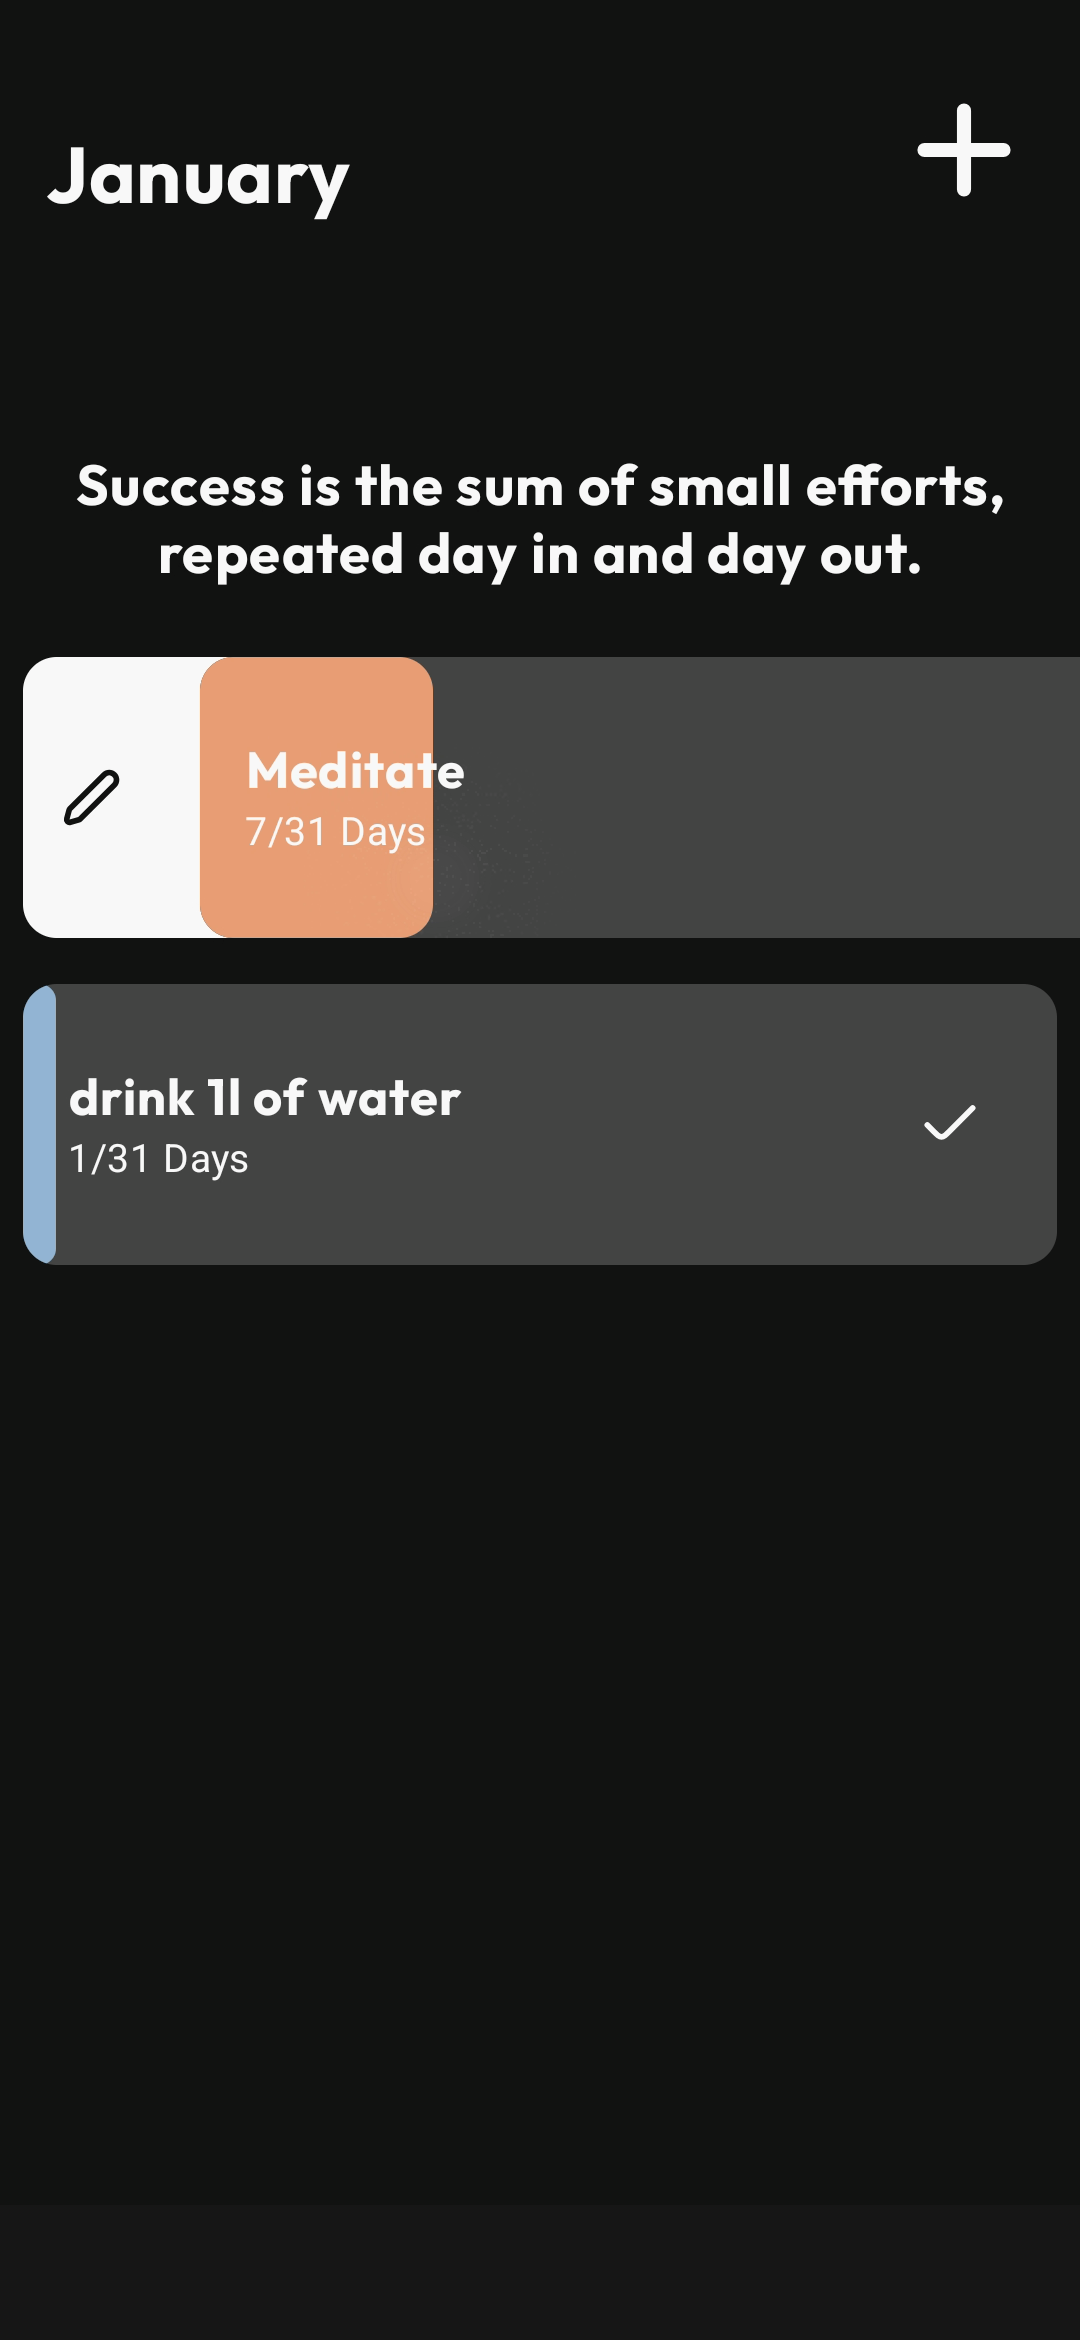 January
Success is the sum of small efforts,
repeated day in and day out.
Meditate
7/31 Days
drink 1l of water
1/31 Days